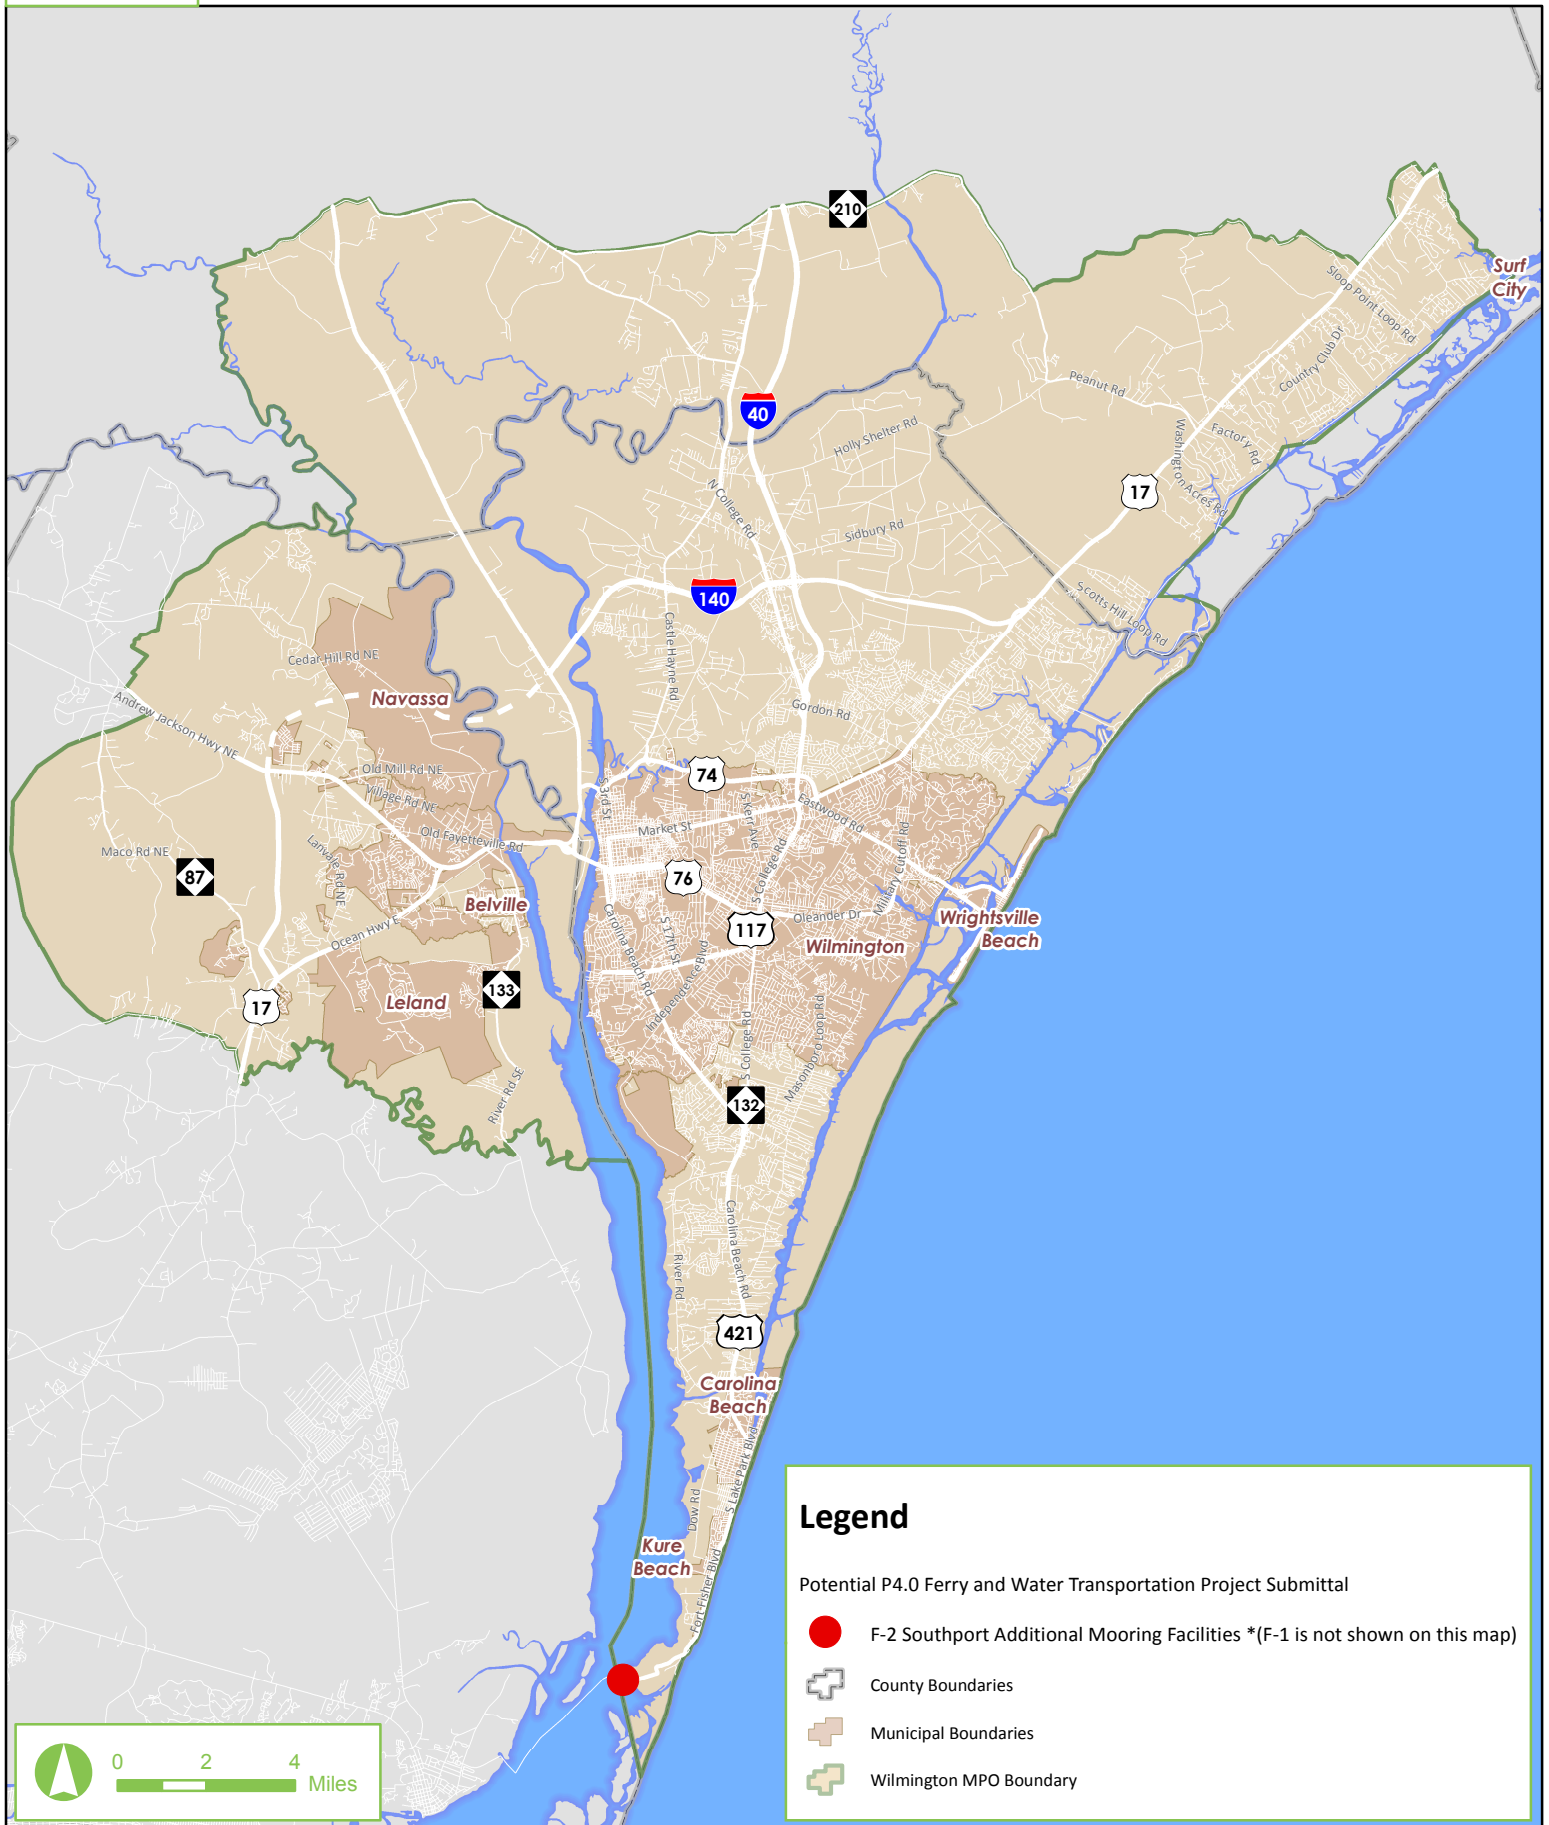 210
Surf
City
Sloop Point Loop Rd
Country Club Dr
Peanut Rd
40
Holly Shelter Rd
Factory Rd
Washington Acres Rd
17
N College Rd
Sidbury Rd
140
Scotts Hill Loop Rd
Castle Hayne Rd
Cedar Hill Rd NE
Navassa
Andrew Jackson Hwy NE
Gordon Rd
Old Mill Rd NE
74
Village Rd NE
S 3rd St
S Kerr Ave
Eastwood Rd
Market St
Old Fayetteville Rd
Military Cutoff Rd
Maco Rd NE
Lanvale Rd NE
87
76
S College Rd
Belville
Oleander Dr
Wrightsville
Beach
117
Carolina Beach Rd
S 17th St
Ocean Hwy E
Wilmington
Independence Blvd
133
Leland
17
S College Rd
Masonboro Loop Rd
River Rd SE
132
Carolina Beach Rd
River Rd
421
Carolina
Beach
S Lake Park Blvd
Dow Rd
Kure
Beach
Fort Fisher Blvd
Legend
Potential P4.0 Ferry and Water Transportation Project Submittal
F-2 Southport Additional Mooring Facilities *(F-1 is not shown on this map)
County Boundaries
Municipal Boundaries
Wilmington MPO Boundary
0 2 4
Miles